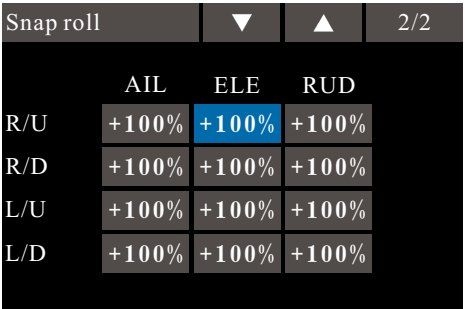 Snap roll ▼ ▲ 2/2
AIL ELE RUD
R/U +100% +100% +100%
R/D +100% +100% +100%
L/U +100% +100% +100%
L/D +100% +100% +100%